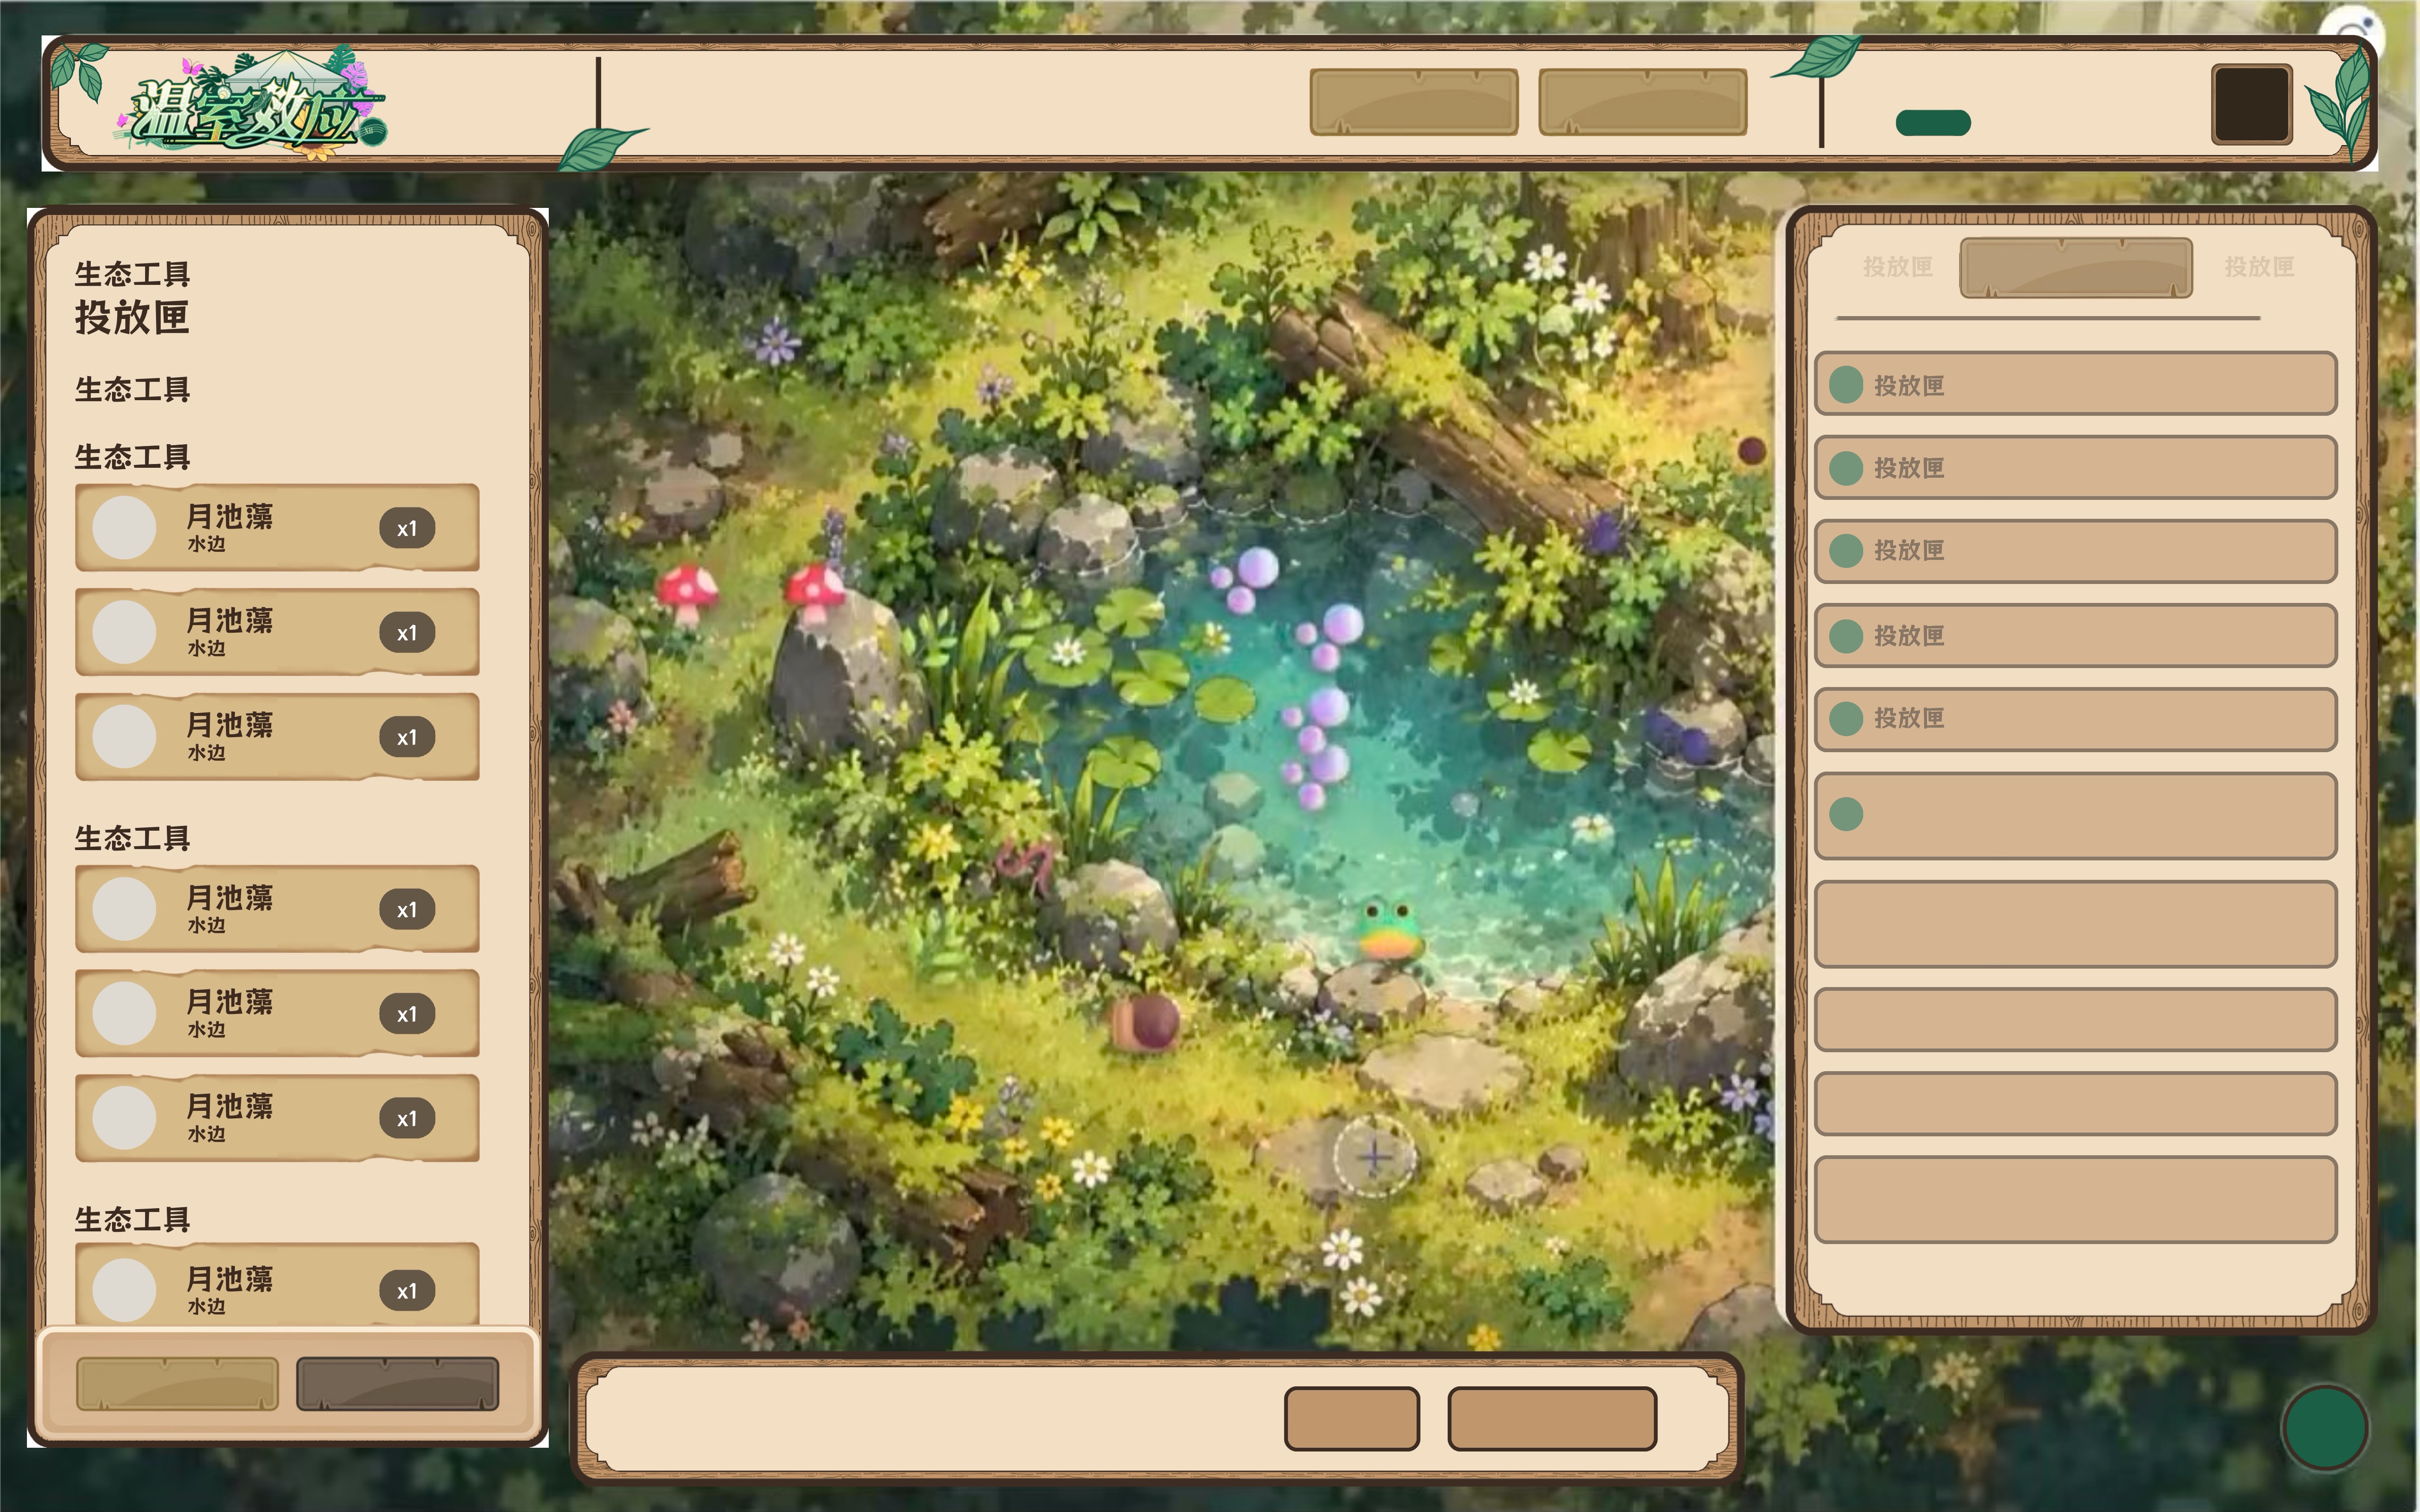 温室效应
生态工具
投放匣
生态工具
生态工具
月池藻
水边
x1
月池藻
水边
x1
月池藻
水边
x1
生态工具
月池藻
水边
x1
月池藻
水边
x1
月池藻
水边
x1
生态工具
月池藻
水边
x1
投放匣
投放匣
投放匣
投放匣
投放匣
投放匣
投放匣